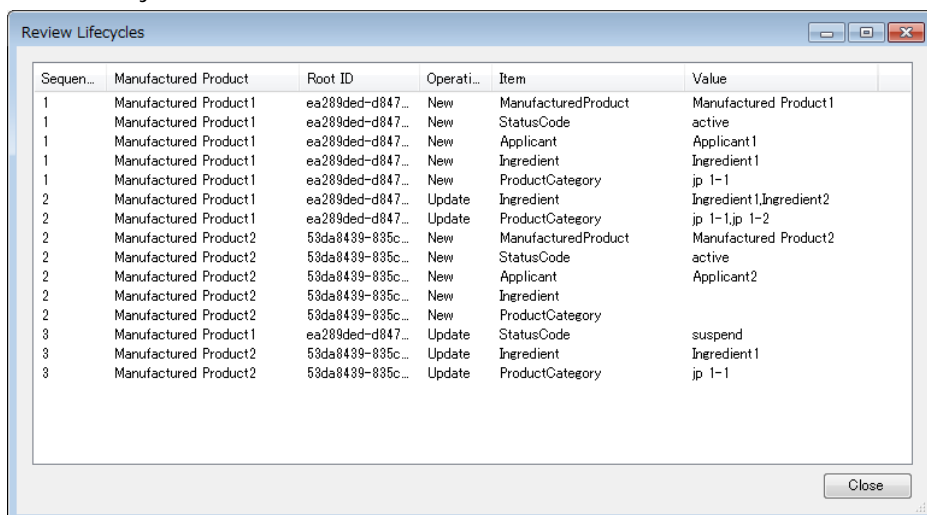 Review Lifecycles
Sequen... Manufactured Product Root ID Operati... Item Value
1 Manufactured Product1 ea289ded-d847... New ManufacturedProduct Manufactured Product1
1 Manufactured Product1 ea289ded-d847... New StatusCode active
1 Manufactured Product1 ea289ded-d847... New Applicant Applicant1
1 Manufactured Product1 ea289ded-d847... New Ingredient Ingredient1
1 Manufactured Product1 ea289ded-d847... New ProductCategory jp 1-1
2 Manufactured Product1 ea289ded-d847... Update Ingredient Ingredient1,Ingredient2
2 Manufactured Product1 ea289ded-d847... Update ProductCategory jp 1-1,jp 1-2
2 Manufactured Product2 53da8439-835c... New ManufacturedProduct Manufactured Product2
2 Manufactured Product2 53da8439-835c... New StatusCode active
2 Manufactured Product2 53da8439-835c... New Applicant Applicant2
2 Manufactured Product2 53da8439-835c... New Ingredient
2 Manufactured Product2 53da8439-835c... New ProductCategory
3 Manufactured Product1 ea289ded-d847... Update StatusCode suspend
3 Manufactured Product2 53da8439-835c... Update Ingredient Ingredient1
3 Manufactured Product2 53da8439-835c... Update ProductCategory jp 1-1
Close